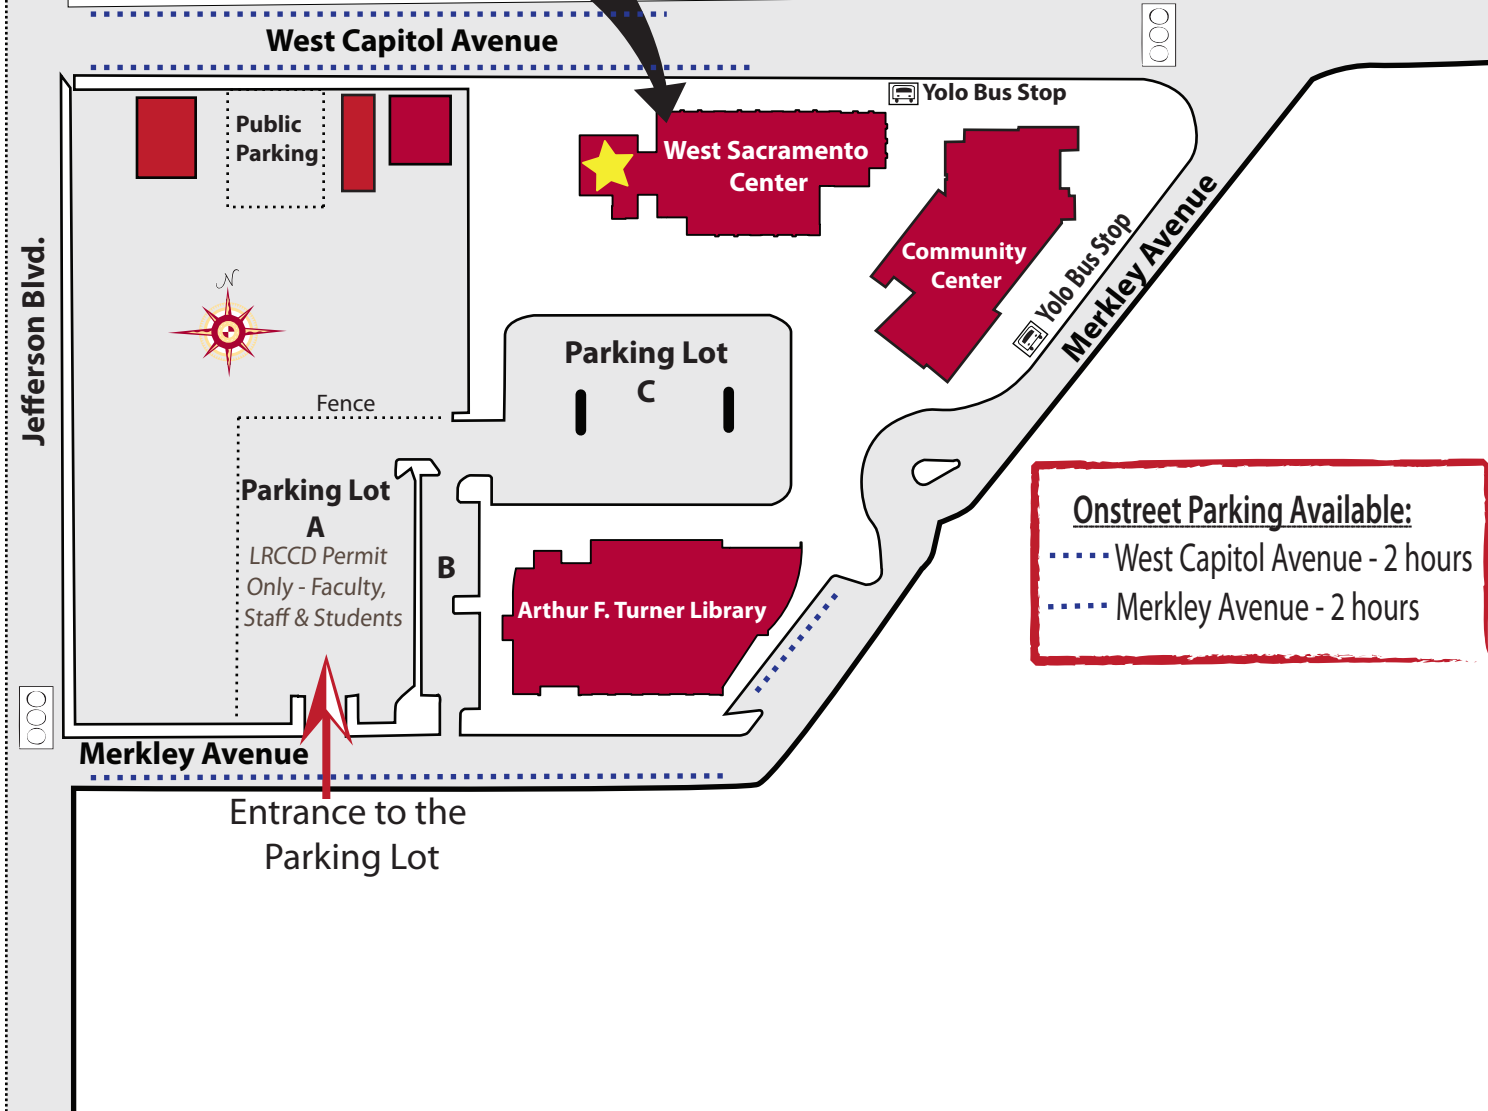 West Capitol Avenue
Yolo Bus Stop
Public
Parking
West Sacramento
Center
Community
Center
Yolo Bus Stop
Merkley Avenue
N
Jefferson Blvd.
Parking Lot
C
Fence
Parking Lot
A
LRCCD Permit
Only - Faculty,
Staff & Students
B
Arthur F. Turner Library
Onstreet Parking Available:
West Capitol Avenue - 2 hours
Merkley Avenue - 2 hours
Merkley Avenue
Entrance to the
Parking Lot